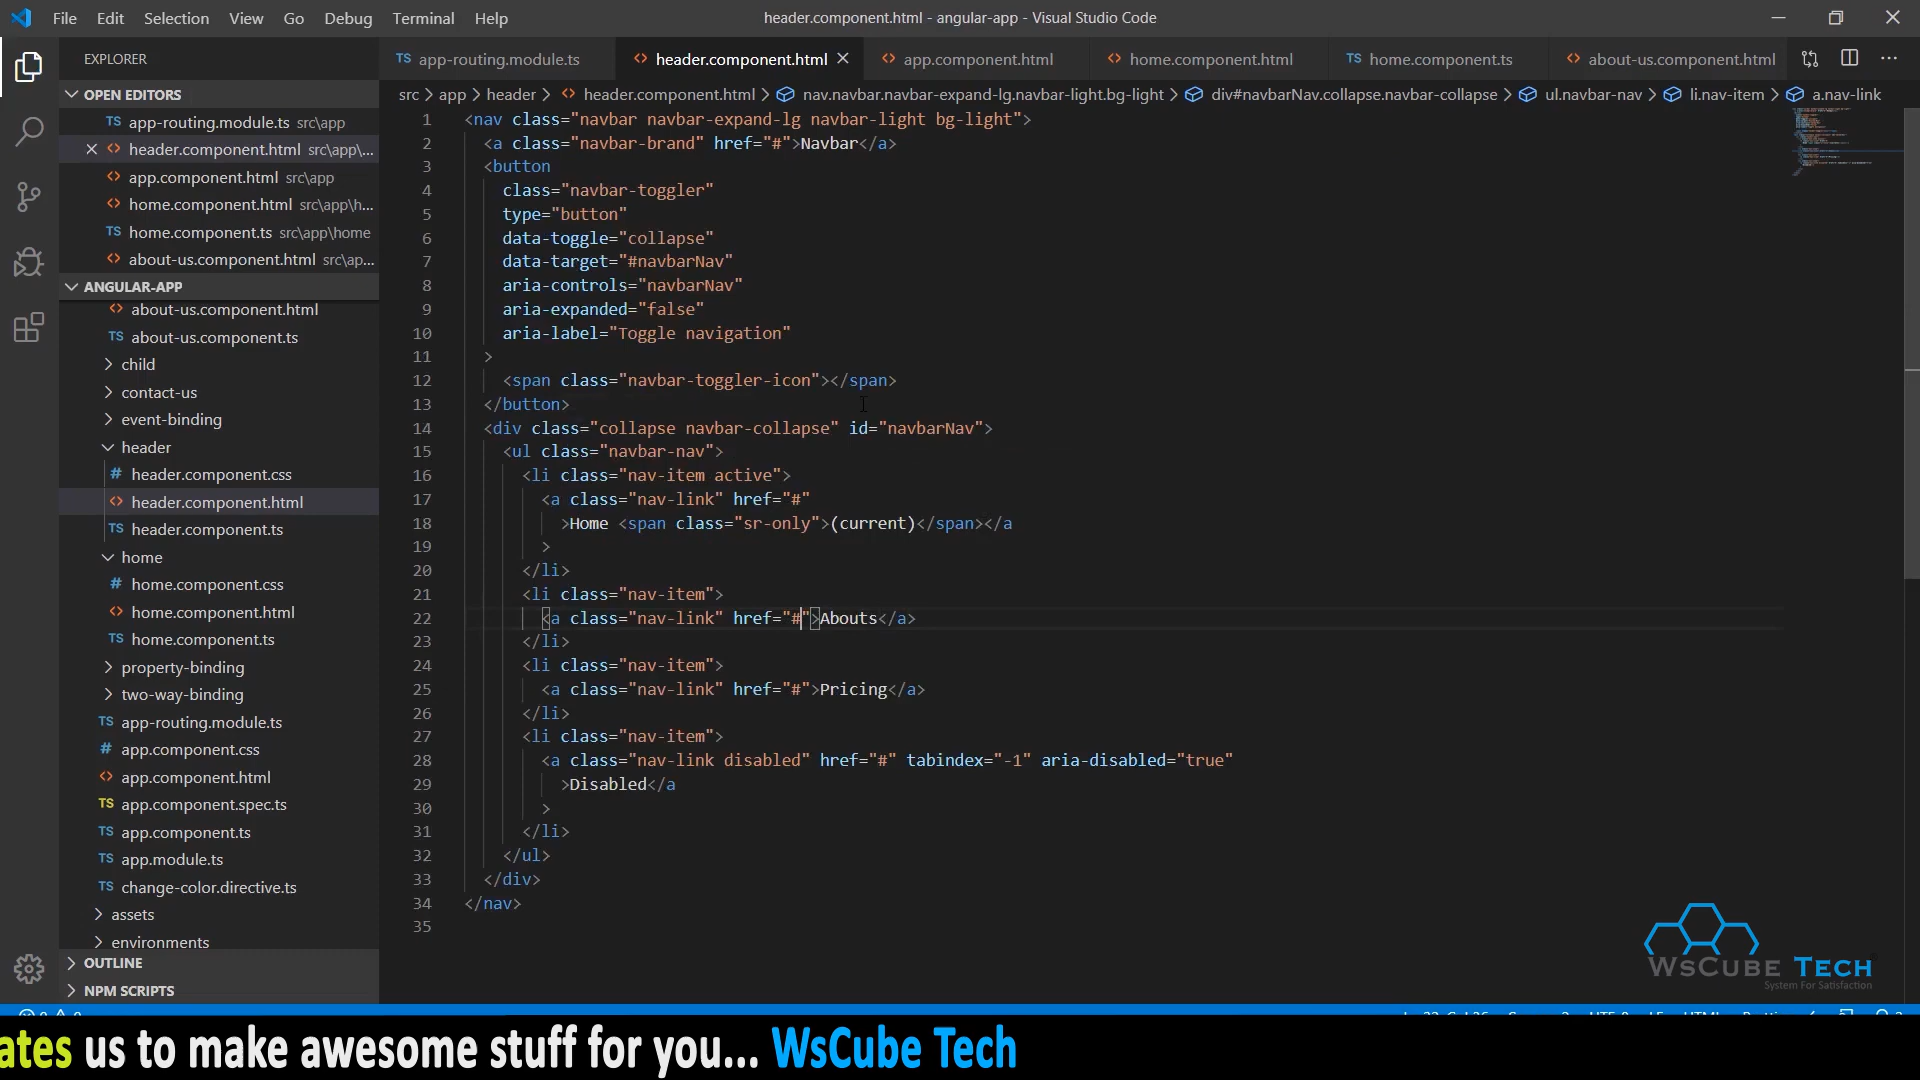 File Edit Selection View Go Debug Terminal Help
header.component.html - angular-app - Visual Studio Code
EXPLORER
TS app-routing.module.ts
<> header.component.html
<> app.component.html
<> home.component.html
TS home.component.ts
<> about-us.component.html
OPEN EDITORS
TS app-routing.module.ts src\app
<> header.component.html src\app\...
<> app.component.html src\app
<> home.component.html src\app\h...
TS home.component.ts src\app\home
<> about-us.component.html src\ap...
ANGULAR-APP
<> about-us.component.html
TS about-us.component.ts
child
contact-us
event-binding
header
# header.component.css
<> header.component.html
TS header.component.ts
home
# home.component.css
<> home.component.html
TS home.component.ts
property-binding
two-way-binding
TS app-routing.module.ts
# app.component.css
<> app.component.html
TS app.component.spec.ts
TS app.component.ts
TS app.module.ts
TS change-color.directive.ts
assets
environments
OUTLINE
NPM SCRIPTS
src > app > header > <> header.component.html > nav.navbar.navbar-expand-lg.navbar-light.bg-light > div#navbarNav.collapse.navbar-collapse > ul.navbar-nav > li.nav-item > a.nav-link
1 <nav class="navbar navbar-expand-lg navbar-light bg-light">
2 <a class="navbar-brand" href="#">Navbar</a>
3 <button
4 class="navbar-toggler"
5 type="button"
6 data-toggle="collapse"
7 data-target="#navbarNav"
8 aria-controls="navbarNav"
9 aria-expanded="false"
10 aria-label="Toggle navigation"
11 >
12 <span class="navbar-toggler-icon"></span>
13 </button>
14 <div class="collapse navbar-collapse" id="navbarNav">
15 <ul class="navbar-nav">
16 <li class="nav-item active">
17 <a class="nav-link" href="#"
18 >Home <span class="sr-only">(current)</span></a
19 >
20 </li>
21 <li class="nav-item">
22 <a class="nav-link" href="#">Abouts</a>
23 </li>
24 <li class="nav-item">
25 <a class="nav-link" href="#">Pricing</a>
26 </li>
27 <li class="nav-item">
28 <a class="nav-link disabled" href="#" tabindex="-1" aria-disabled="true"
29 >Disabled</a
30 >
31 </li>
32 </ul>
33 </div>
34 </nav>
35
WsCube Tech
System For Satisfaction
ates us to make awesome stuff for you... WsCube Tech